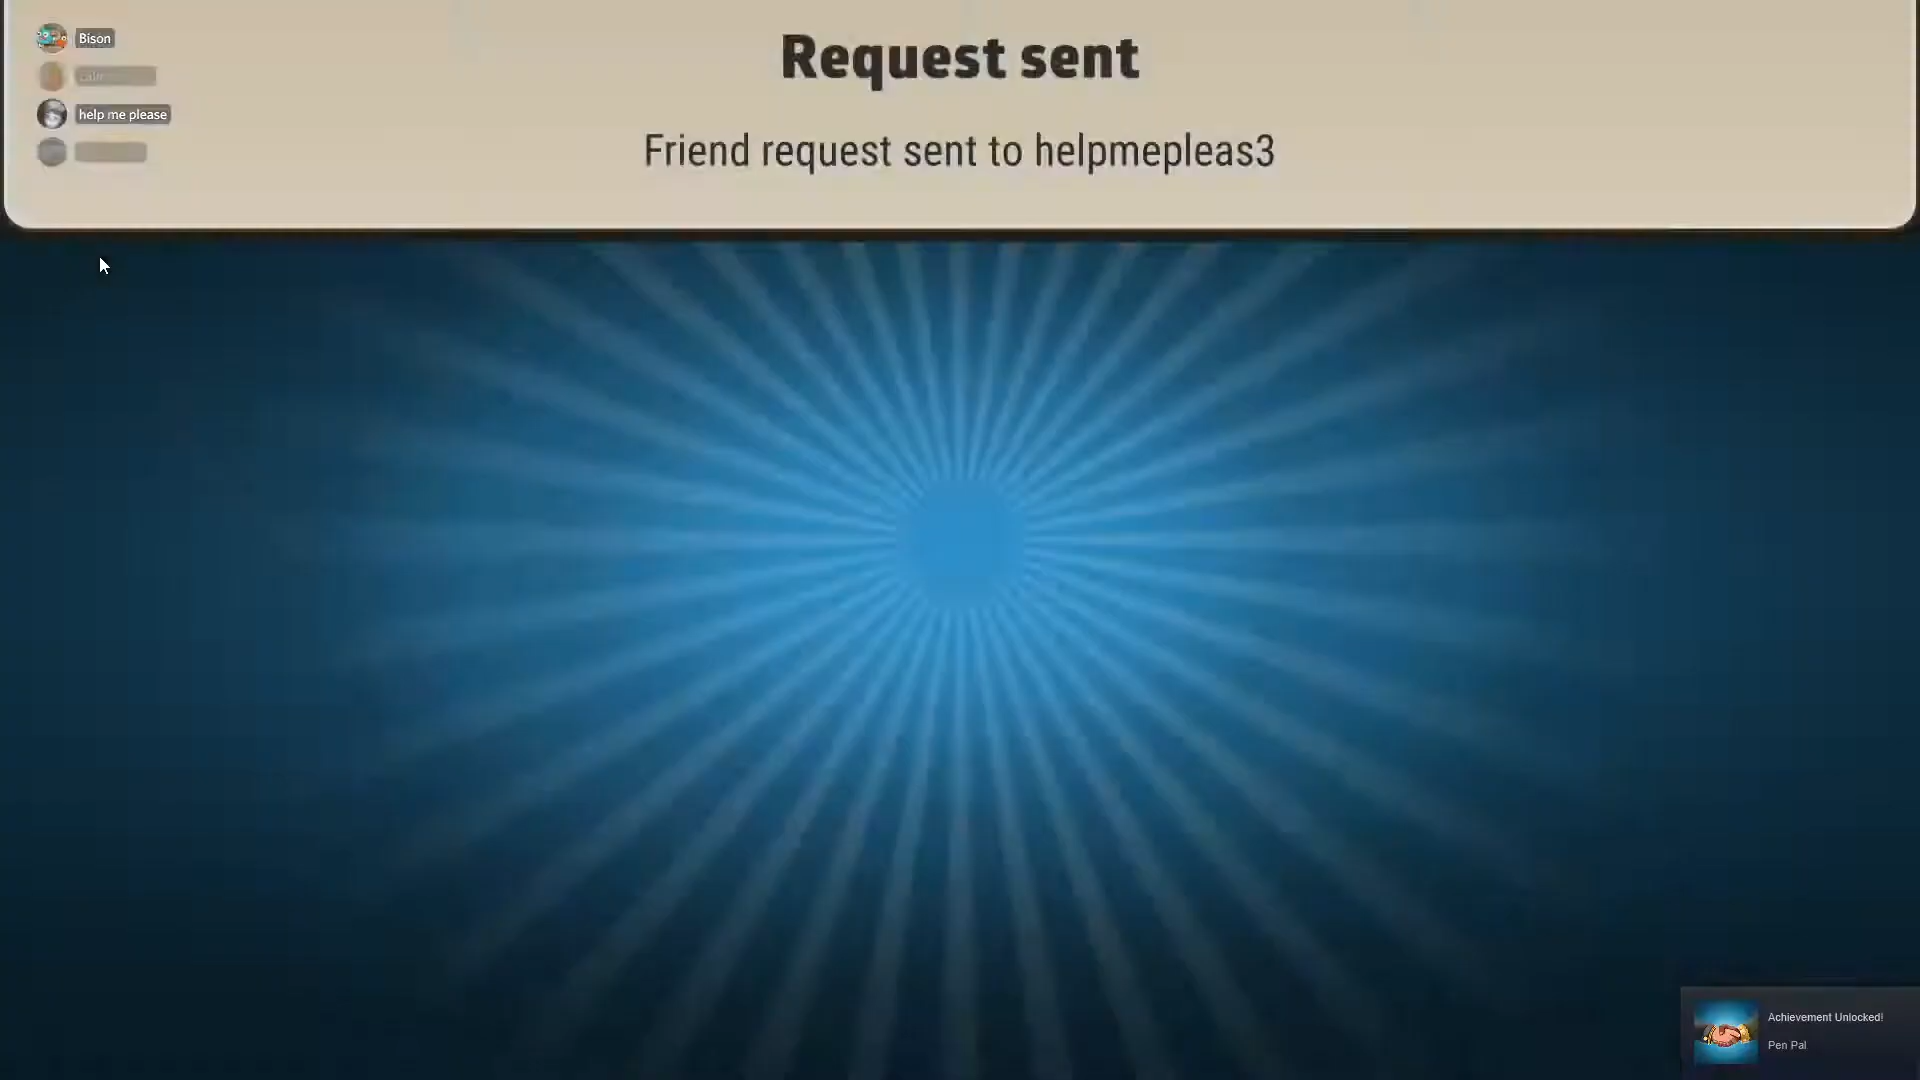 Bison
help me please
Request sent
Friend request sent to helpmepleas3
Achievement Unlocked!
Pen Pal